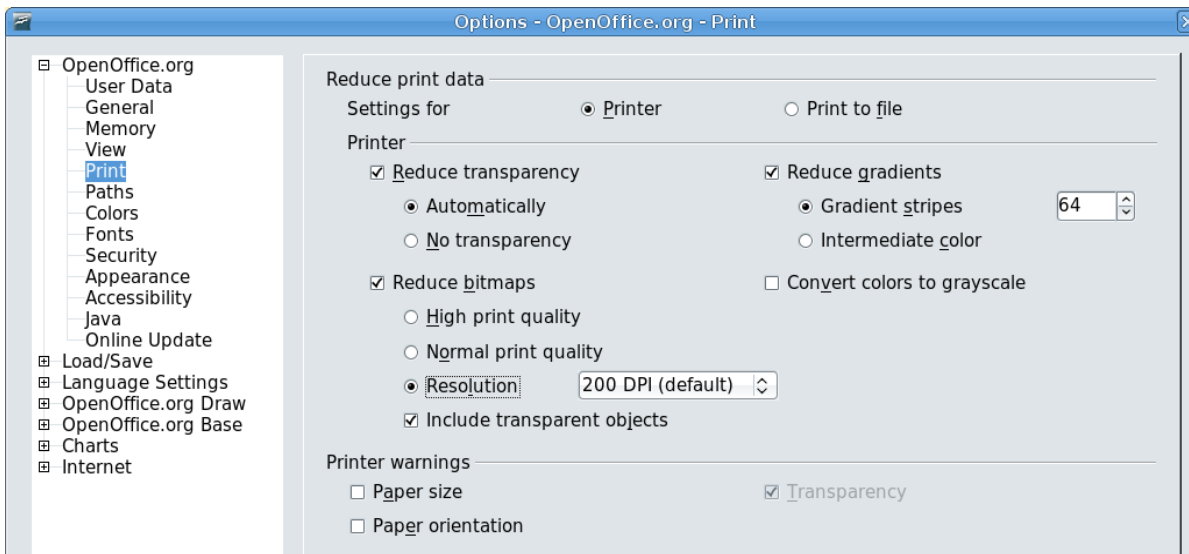 Options - OpenOffice.org - Print
OpenOffice.org
User Data
General
Memory
View
Print
Paths
Colors
Fonts
Security
Appearance
Accessibility
Java
Online Update
Load/Save
Language Settings
OpenOffice.org Draw
OpenOffice.org Base
Charts
Internet
Reduce print data
Settings for Printer Print to file
Printer
Reduce transparency Reduce gradients
Automatically Gradient stripes 64
No transparency Intermediate color
Reduce bitmaps Convert colors to grayscale
High print quality
Normal print quality
Resolution 200 DPI (default)
Include transparent objects
Printer warnings
Paper size Transparency
Paper orientation